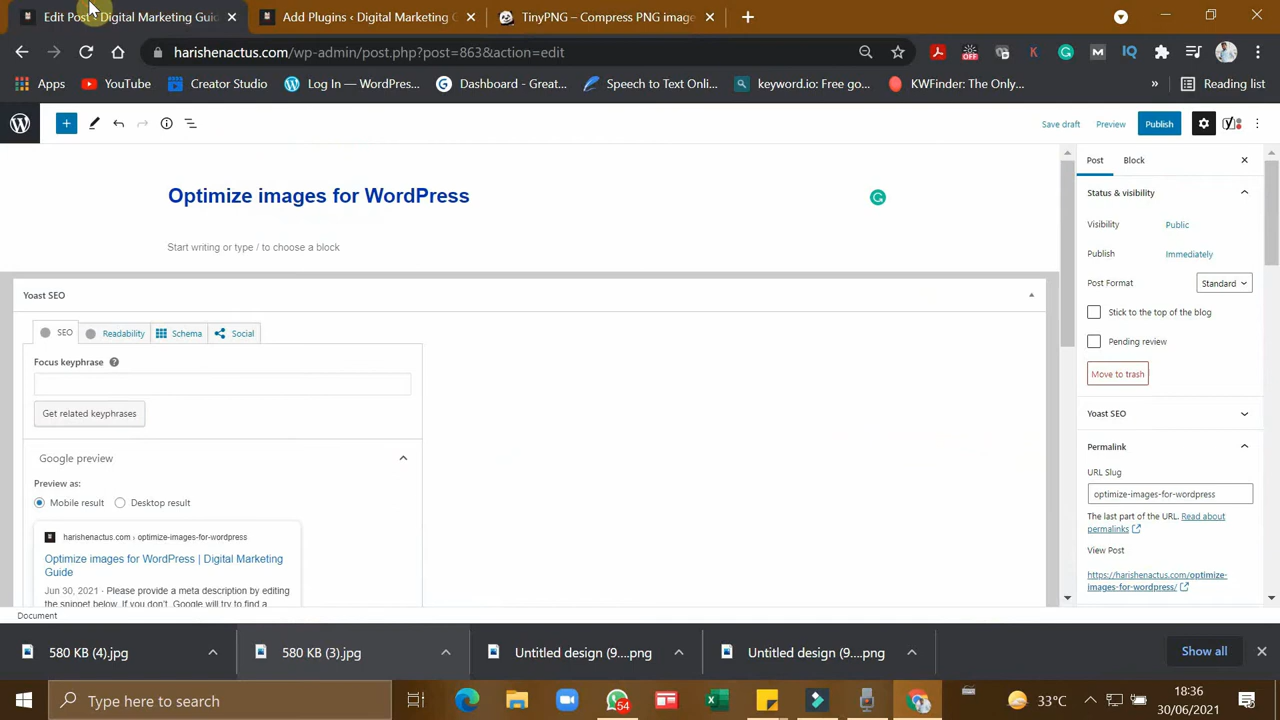 Edit Post ‹ Digital Marketing Guid
Add Plugins ‹ Digital Marketing G
TinyPNG – Compress PNG image
harishenactus.com/wp-admin/post.php?post=863&action=edit
Apps
YouTube
Creator Studio
Log In — WordPres...
Dashboard - Great...
Speech to Text Onli...
keyword.io: Free go...
KWFinder: The Only...
»
Reading list
Save draft
Preview
Publish
Optimize images for WordPress
Start writing or type / to choose a block
Yoast SEO
SEO
Readability
Schema
Social
Focus keyphrase
Get related keyphrases
Google preview
Preview as:
Mobile result
Desktop result
harishenactus.com › optimize-images-for-wordpress
Optimize images for WordPress | Digital Marketing
Guide
Jun 30, 2021 · Please provide a meta description by editing
the snippet below. If you don't, Google will try to find a
Document
Post
Block
Status & visibility
Visibility
Public
Publish
Immediately
Post Format
Standard
Stick to the top of the blog
Pending review
Move to trash
Yoast SEO
Permalink
URL Slug
optimize-images-for-wordpress
The last part of the URL. Read about
permalinks
View Post
https://harishenactus.com/optimize-
images-for-wordpress/
580 KB (4).jpg
580 KB (3).jpg
Untitled design (9....png
Untitled design (9....png
Show all
Type here to search
54
33°C
18:36
30/06/2021